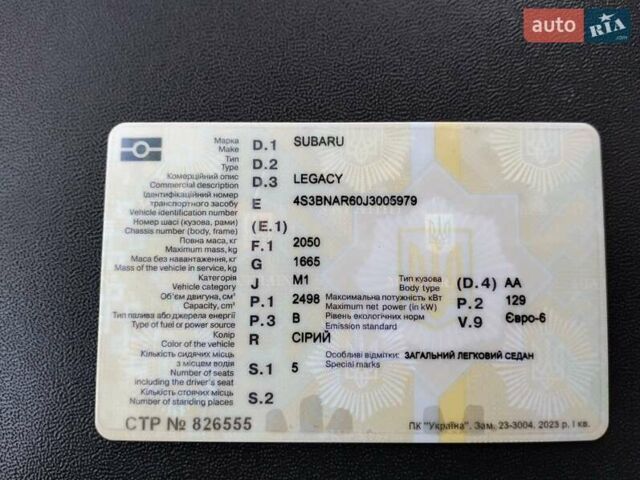 auto RIA.com
Марка D.1 SUBARU
Make
Тип D.2
Type
Комерційний опис D.3 LEGACY
Commercial description
Ідентифікаційний номер
транспортного засобу E 4S3BNAR60J3005979
Vehicle identification number
Номер шасі (кузова, рами) (E.1)
Chassis number (body, frame)
Повна маса, кг F.1 2050
Maximum mass, kg
Маса без навантаження, кг G 1665
Mass of the vehicle in service, kg
Категорія J M1 Тип кузова (D.4) AA
Vehicle category Body type
Об'єм двигуна, см³ P.1 2498 Максимальна потужність кВт P.2 129
Capacity, cm³ Maximum net power (in kW)
Тип палива або джерела енергії P.3 B Рівень екологічних норм V.9 Євро-6
Type of fuel or power source Emission standard
Колір R СІРИЙ
Color of the vehicle
Кількість сидячих місць Особливі відмітки: ЗАГАЛЬНИЙ ЛЕГКОВИЙ СЕДАН
з місцем водія S.1 5 Special marks
Number of seats
including the driver's seat
Кількість стоячих місць S.2
Number of standing places
СТР № 826555 ПК "Україна". Зам. 23-3004. 2023 р. І кв.